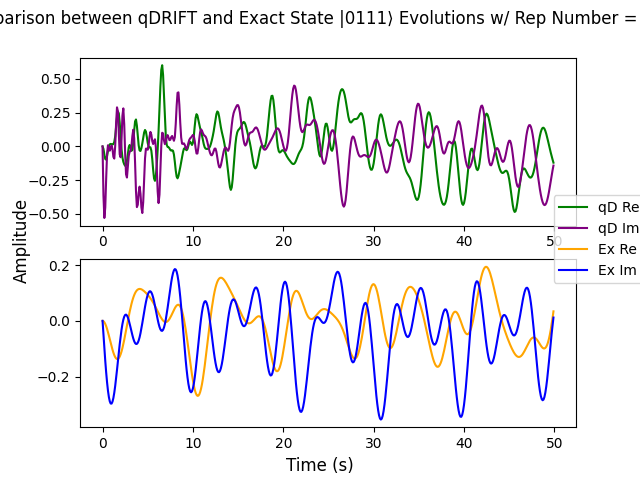 qDRIFT and Exact State |0111⟩ Evolutions w/ Rep Number =
between
0.50
0.25
0.00
−0.25
−0.50
0 10 20 30 40 50
qD Re
qD Im
Ex Re
Ex Im
Amplitude
0.2
0.0
−0.2
0 10 20 30 40 50
Time (s)